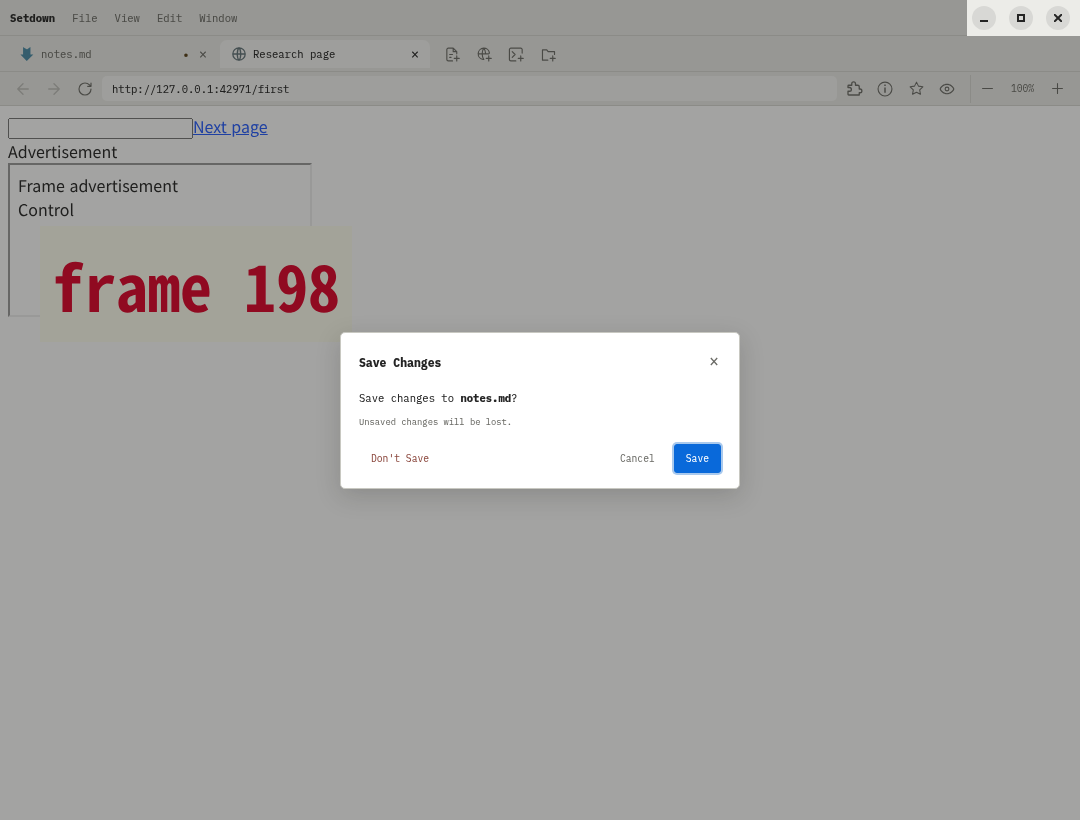 Setdown File View Edit Window
notes.md
Research page
http://127.0.0.1:42971/first
100%
Next page
Advertisement
Frame advertisement
Control
frame 198
Save Changes
Save changes to notes.md?
Unsaved changes will be lost.
Don't Save Cancel Save